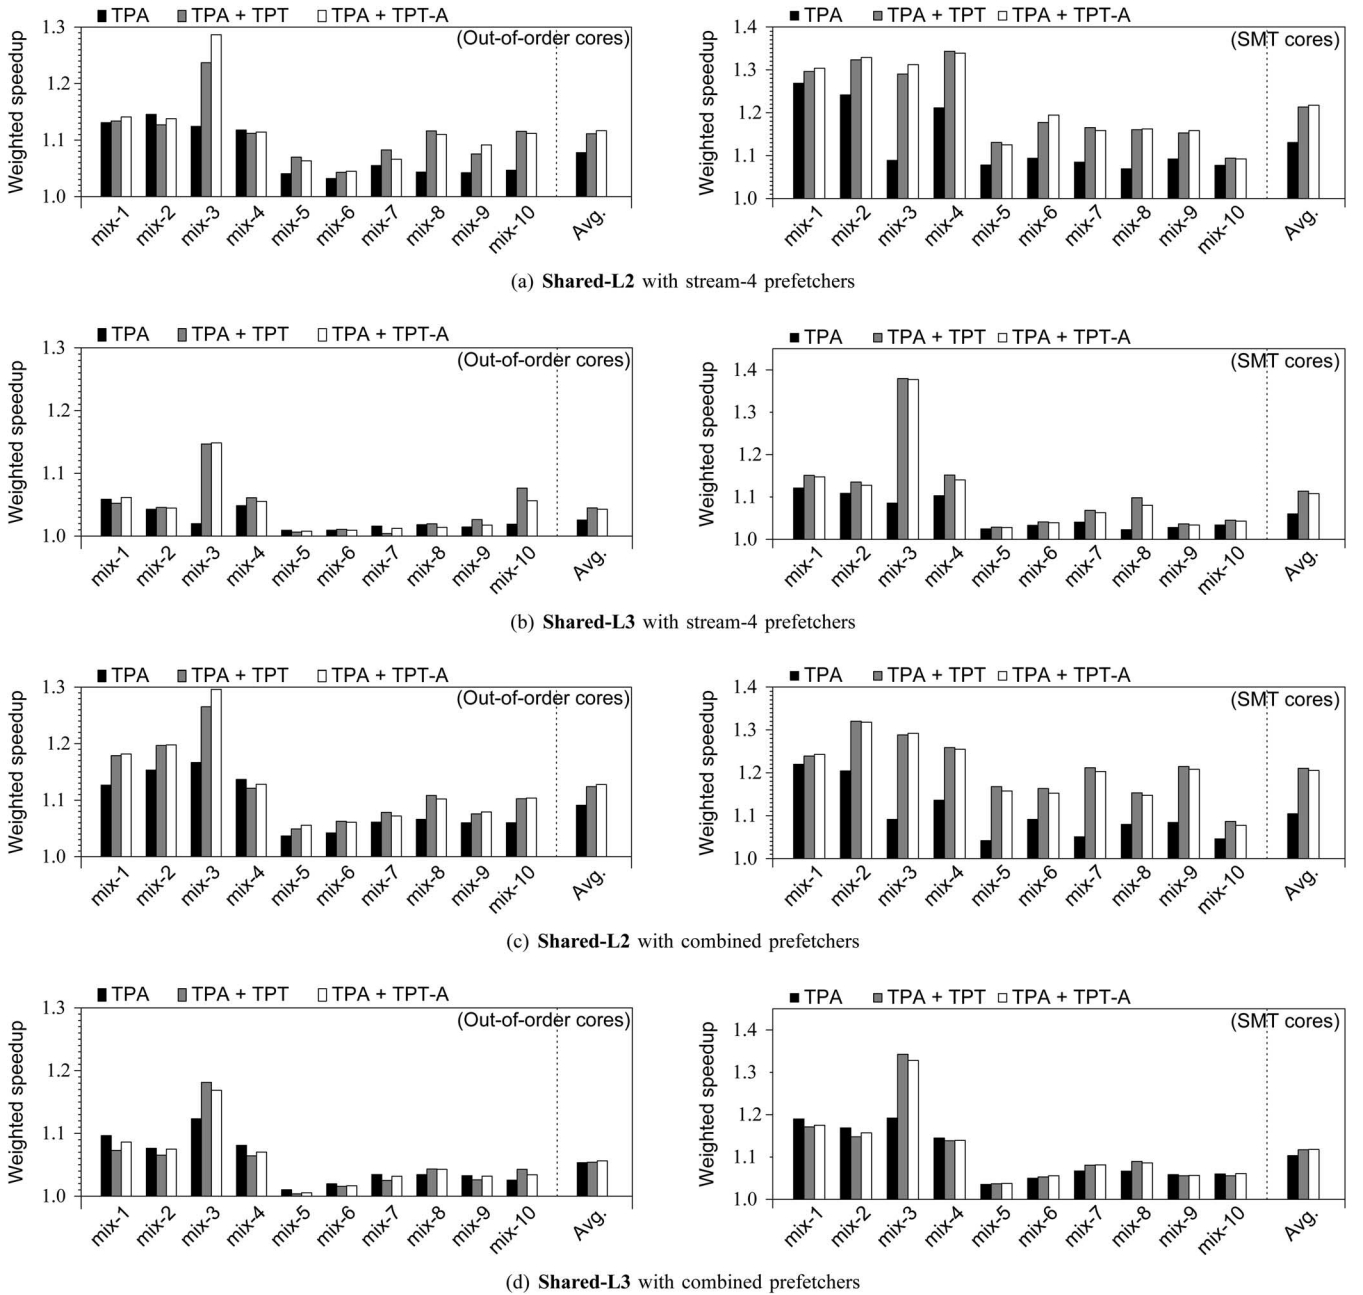 TPA TPA + TPT TPA + TPT-A
(Out-of-order cores)
Weighted speedup
1.3
1.2
1.1
1.0
mix-1 mix-2 mix-3 mix-4 mix-5 mix-6 mix-7 mix-8 mix-9 mix-10 Avg.
TPA TPA + TPT TPA + TPT-A
(SMT cores)
Weighted speedup
1.4
1.3
1.2
1.1
1.0
mix-1 mix-2 mix-3 mix-4 mix-5 mix-6 mix-7 mix-8 mix-9 mix-10 Avg.
(a) Shared-L2 with stream-4 prefetchers
TPA TPA + TPT TPA + TPT-A
(Out-of-order cores)
Weighted speedup
1.3
1.2
1.1
1.0
mix-1 mix-2 mix-3 mix-4 mix-5 mix-6 mix-7 mix-8 mix-9 mix-10 Avg.
TPA TPA + TPT TPA + TPT-A
(SMT cores)
Weighted speedup
1.4
1.3
1.2
1.1
1.0
mix-1 mix-2 mix-3 mix-4 mix-5 mix-6 mix-7 mix-8 mix-9 mix-10 Avg.
(b) Shared-L3 with stream-4 prefetchers
TPA TPA + TPT TPA + TPT-A
(Out-of-order cores)
Weighted speedup
1.3
1.2
1.1
1.0
mix-1 mix-2 mix-3 mix-4 mix-5 mix-6 mix-7 mix-8 mix-9 mix-10 Avg.
TPA TPA + TPT TPA + TPT-A
(SMT cores)
Weighted speedup
1.4
1.3
1.2
1.1
1.0
mix-1 mix-2 mix-3 mix-4 mix-5 mix-6 mix-7 mix-8 mix-9 mix-10 Avg.
(c) Shared-L2 with combined prefetchers
TPA TPA + TPT TPA + TPT-A
(Out-of-order cores)
Weighted speedup
1.3
1.2
1.1
1.0
mix-1 mix-2 mix-3 mix-4 mix-5 mix-6 mix-7 mix-8 mix-9 mix-10 Avg.
TPA TPA + TPT TPA + TPT-A
(SMT cores)
Weighted speedup
1.4
1.3
1.2
1.1
1.0
mix-1 mix-2 mix-3 mix-4 mix-5 mix-6 mix-7 mix-8 mix-9 mix-10 Avg.
(d) Shared-L3 with combined prefetchers